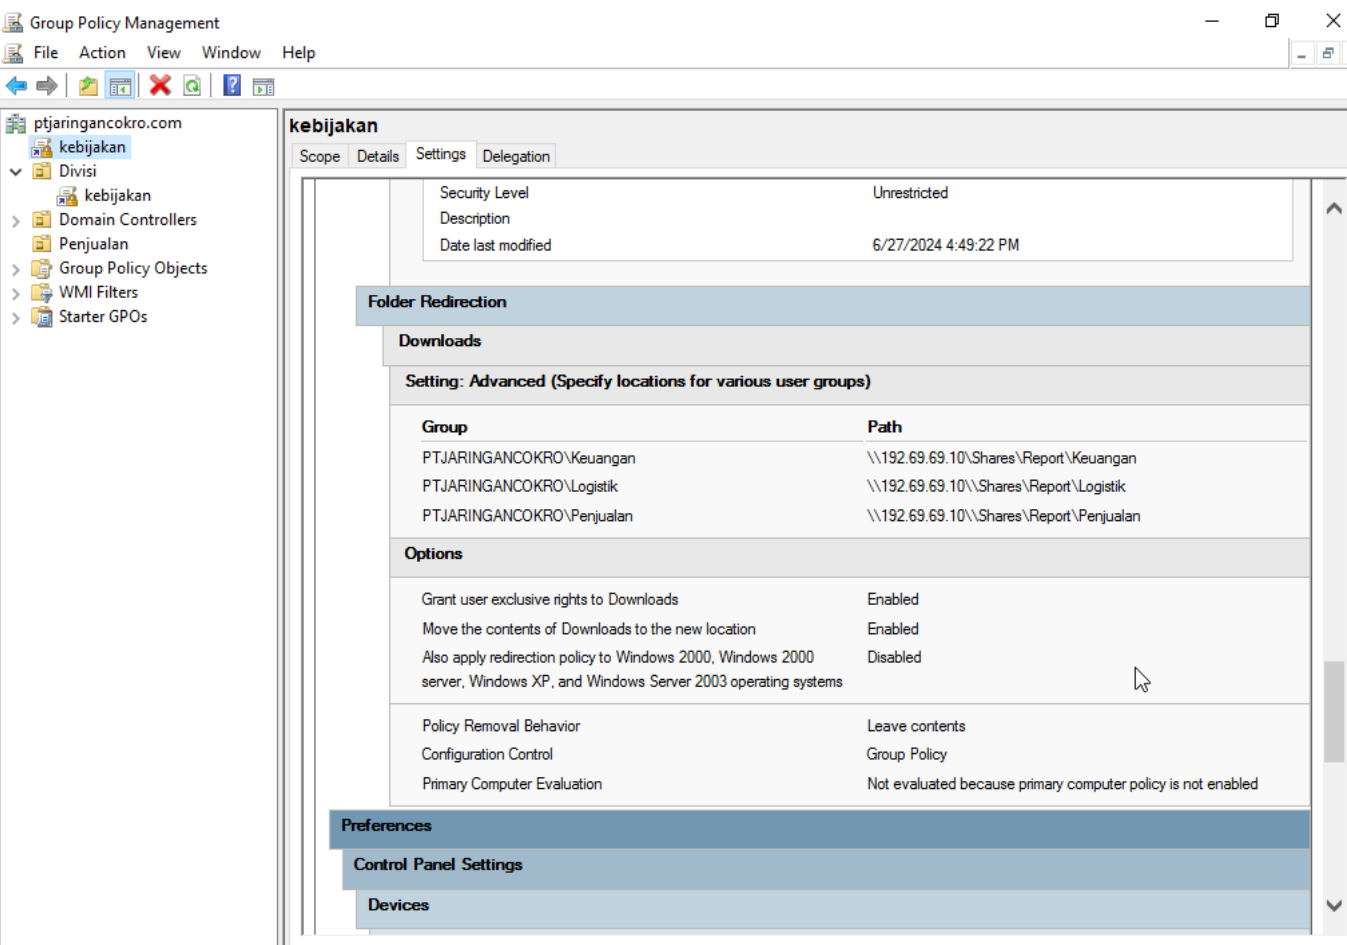 Group Policy Management
File Action View Window Help
ptjaringancokro.com
kebijakan
Divisi
kebijakan
Domain Controllers
Penjualan
Group Policy Objects
WMI Filters
Starter GPOs
kebijakan
Scope Details Settings Delegation
Security Level Unrestricted
Description
Date last modified 6/27/2024 4:49:22 PM
Folder Redirection
Downloads
Setting: Advanced (Specify locations for various user groups)
Group Path
PTJARINGANCOKRO\Keuangan \\192.69.69.10\Shares\Report\Keuangan
PTJARINGANCOKRO\Logistik \\192.69.69.10\\Shares\Report\Logistik
PTJARINGANCOKRO\Penjualan \\192.69.69.10\\Shares\Report\Penjualan
Options
Grant user exclusive rights to Downloads Enabled
Move the contents of Downloads to the new location Enabled
Also apply redirection policy to Windows 2000, Windows 2000 Disabled
server, Windows XP, and Windows Server 2003 operating systems
Policy Removal Behavior Leave contents
Configuration Control Group Policy
Primary Computer Evaluation Not evaluated because primary computer policy is not enabled
Preferences
Control Panel Settings
Devices